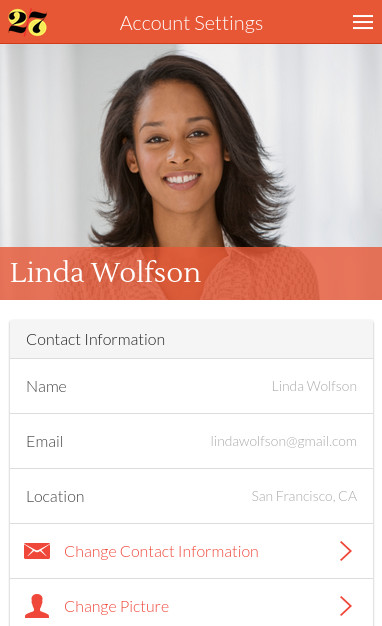 27
Account Settings
Linda Wolfson
Contact Information
Name Linda Wolfson
Email lindawolfson@gmail.com
Location San Francisco, CA
Change Contact Information
Change Picture